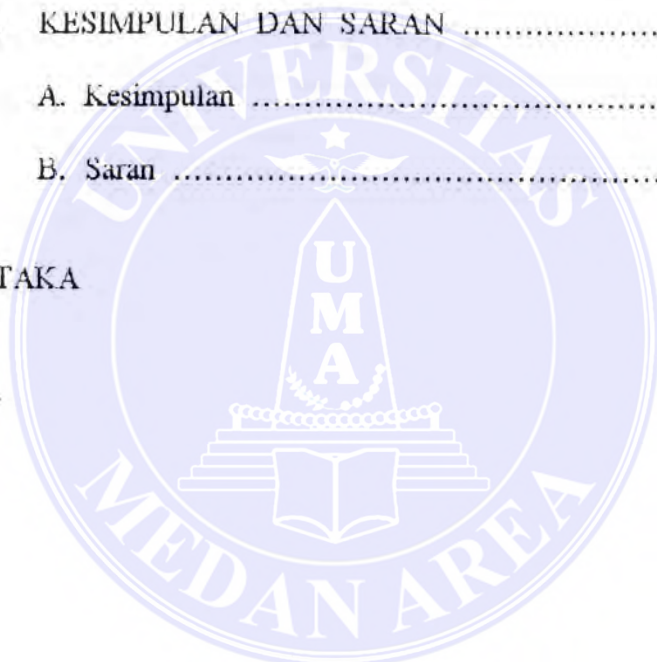 KESIMPULAN DAN SARAN ......................
A. Kesimpulan ..........................................
B. Saran ...................................................
TAKA
UNIVERSITAS
UMA
MEDAN AREA